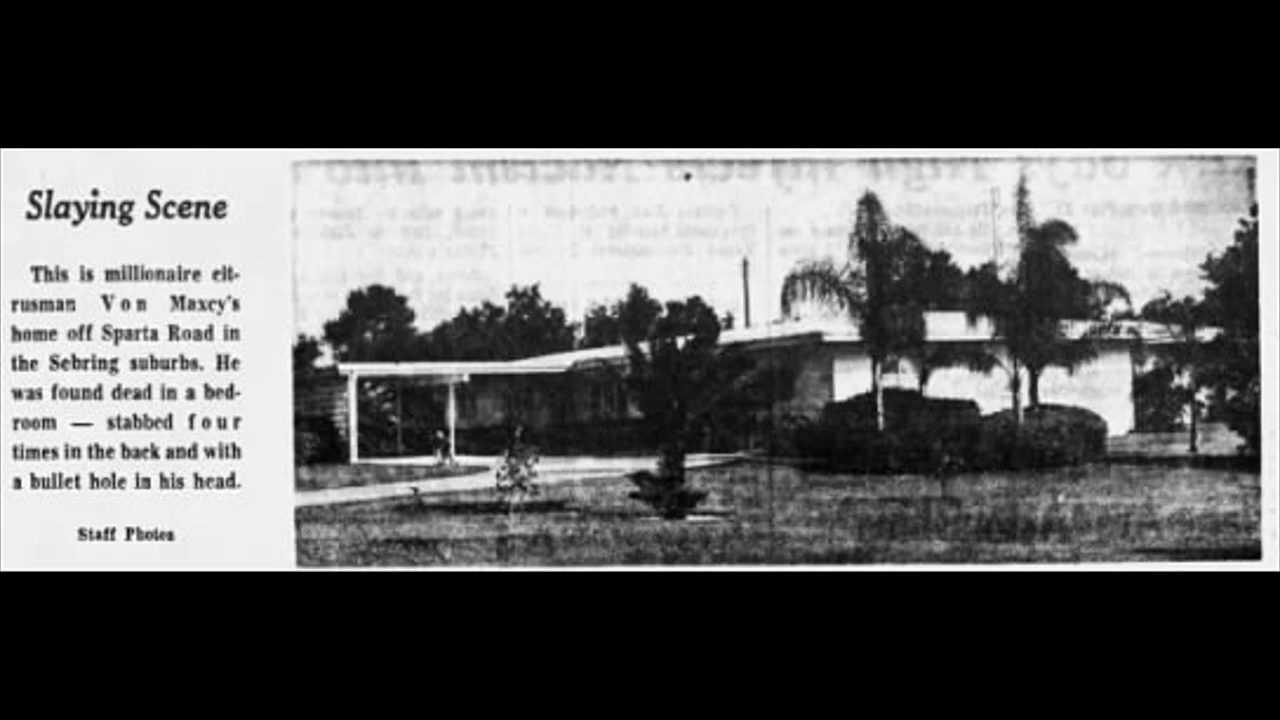 Slaying Scene
This is millionaire cit-
rusman Von Maxcy's
home off Sparta Road in
the Sebring suburbs. He
was found dead in a bed-
room — stabbed four
times in the back and with
a bullet hole in his head.
Staff Photos